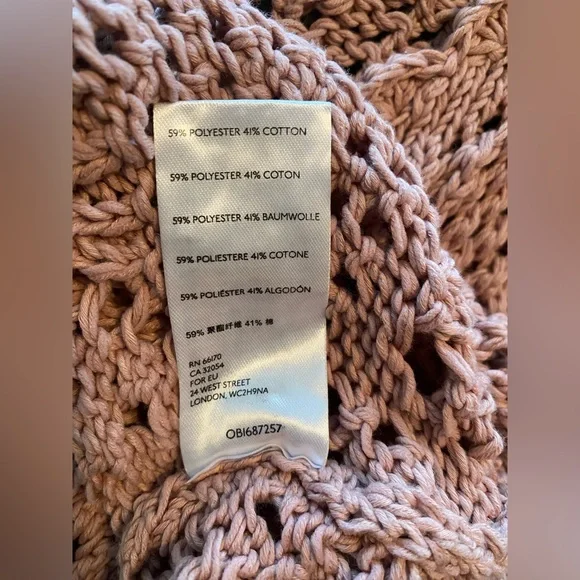 59% POLYESTER 41% COTTON
59% POLYESTER 41% COTON
59% POLYESTER 41% BAUMWOLLE
59% POLIESTERE 41% COTONE
59% POLIÉSTER 41% ALGODÓN
59% 聚酯纤维 41% 棉
RN 66170
CA 32054
FOR EU
24 WEST STREET
LONDON, WC2H9NA
OB1687257